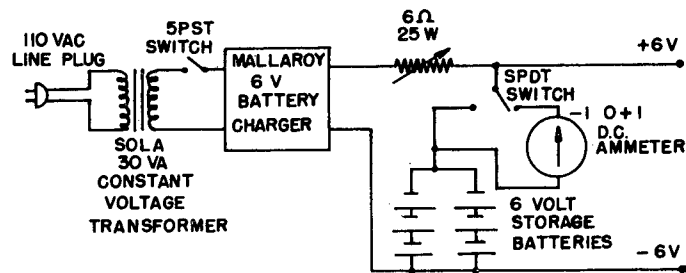 110 VAC
LINE PLUG
5PST
SWITCH
MALLAROY
6 V
BATTERY
CHARGER
6Ω
25 W
+6V
SPDT
SWITCH
-1 0 +1
D.C.
AMMETER
SOLA
30 VA
CONSTANT
VOLTAGE
TRANSFORMER
6 VOLT
STORAGE
BATTERIES
-6V